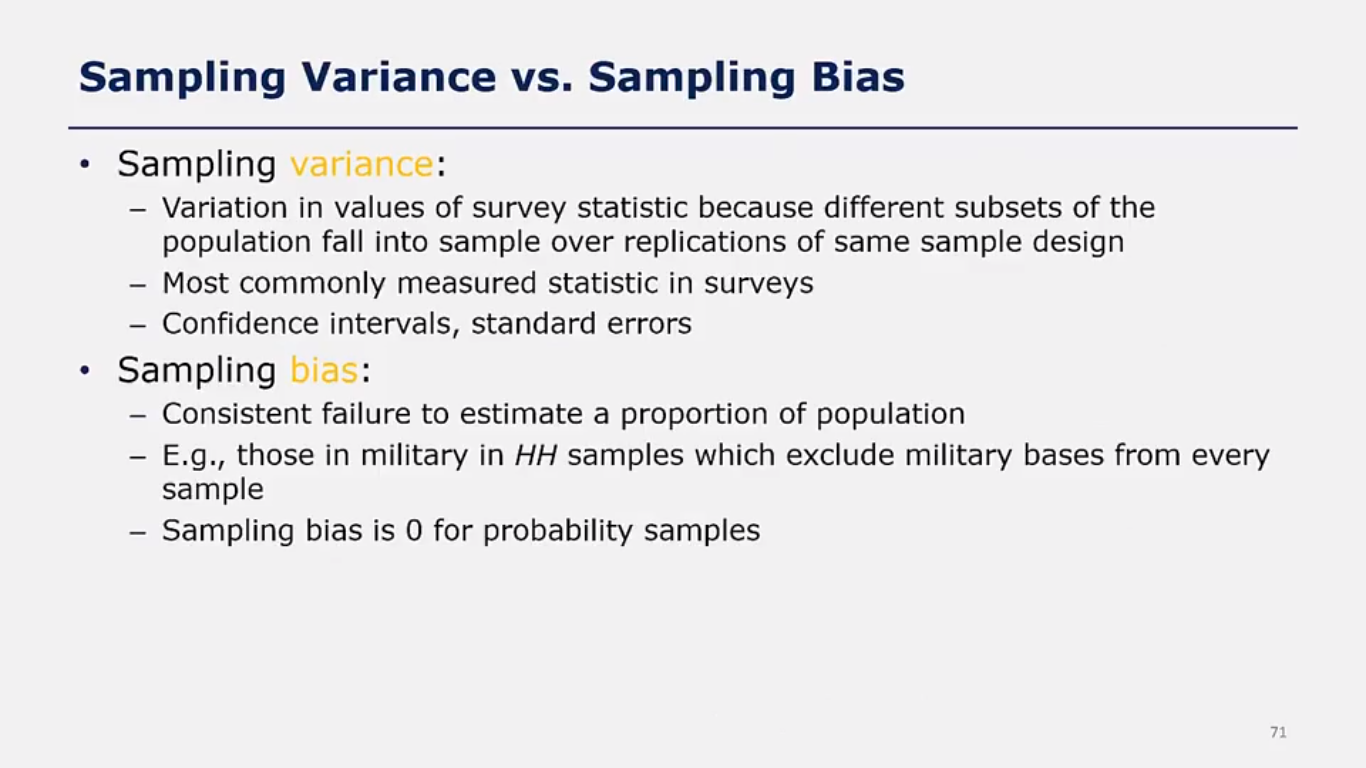 Sampling Variance vs. Sampling Bias
• Sampling variance:
– Variation in values of survey statistic because different subsets of the
population fall into sample over replications of same sample design
– Most commonly measured statistic in surveys
– Confidence intervals, standard errors
• Sampling bias:
– Consistent failure to estimate a proportion of population
– E.g., those in military in HH samples which exclude military bases from every
sample
– Sampling bias is 0 for probability samples
71